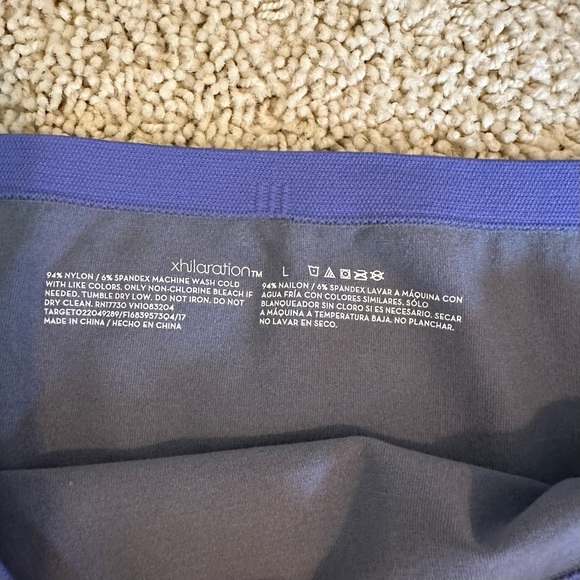 xhilaration™ L
94% NYLON / 6% SPANDEX MACHINE WASH COLD
WITH LIKE COLORS, ONLY NON-CHLORINE BLEACH IF
NEEDED, TUMBLE DRY LOW. DO NOT IRON. DO NOT
DRY CLEAN. RN17730 VN1083204
TARGET022049289/F16839573Q4/17
MADE IN CHINA / HECHO EN CHINA
94% NAILON / 6% SPANDEX LAVAR A MÁQUINA CON
AGUA FRÍA CON COLORES SIMILARES, SÓLO
BLANQUEADOR SIN CLORO SI ES NECESARIO. SECAR
A MÁQUINA A TEMPERATURA BAJA. NO PLANCHAR.
NO LAVAR EN SECO.